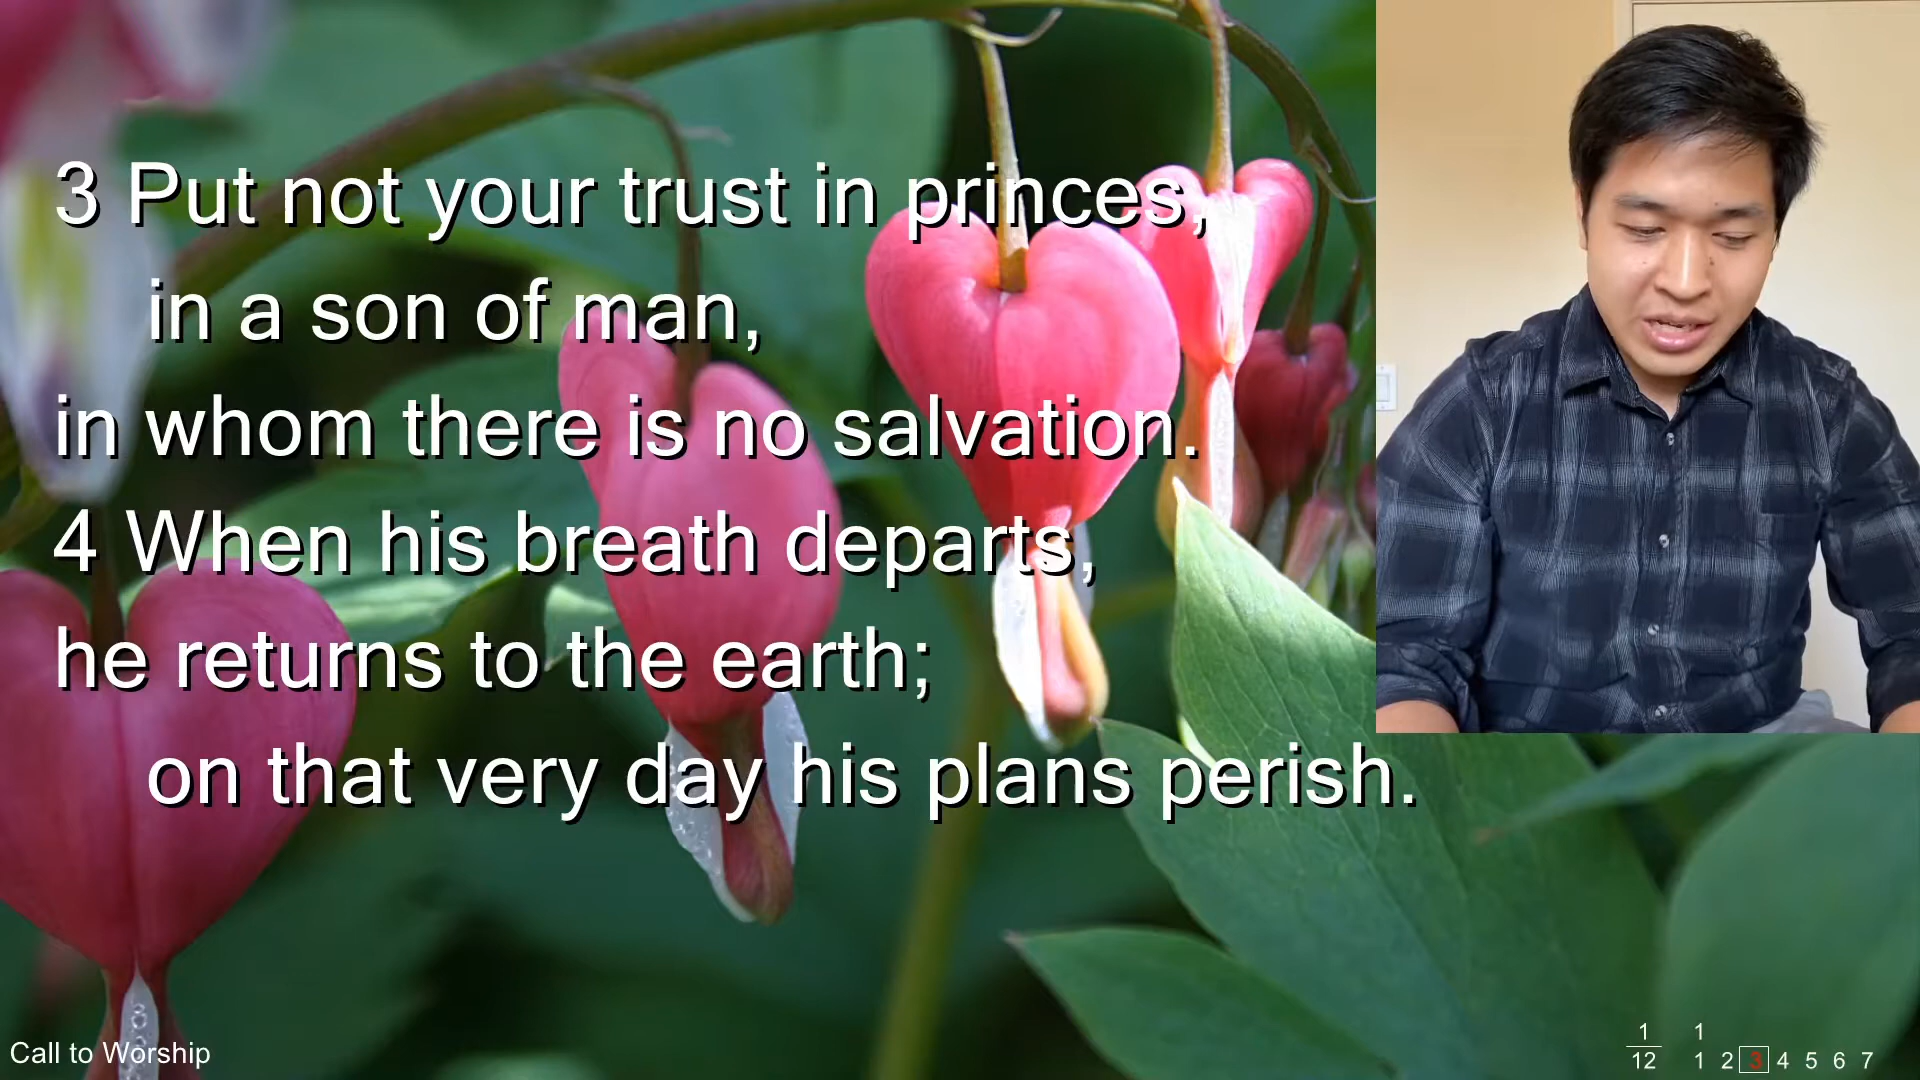 3 Put not your trust in princes,
in a son of man,
in whom there is no salvation.
4 When his breath departs,
he returns to the earth;
on that very day his plans perish.
Call to Worship
1 1
12 1 2 3 4 5 6 7